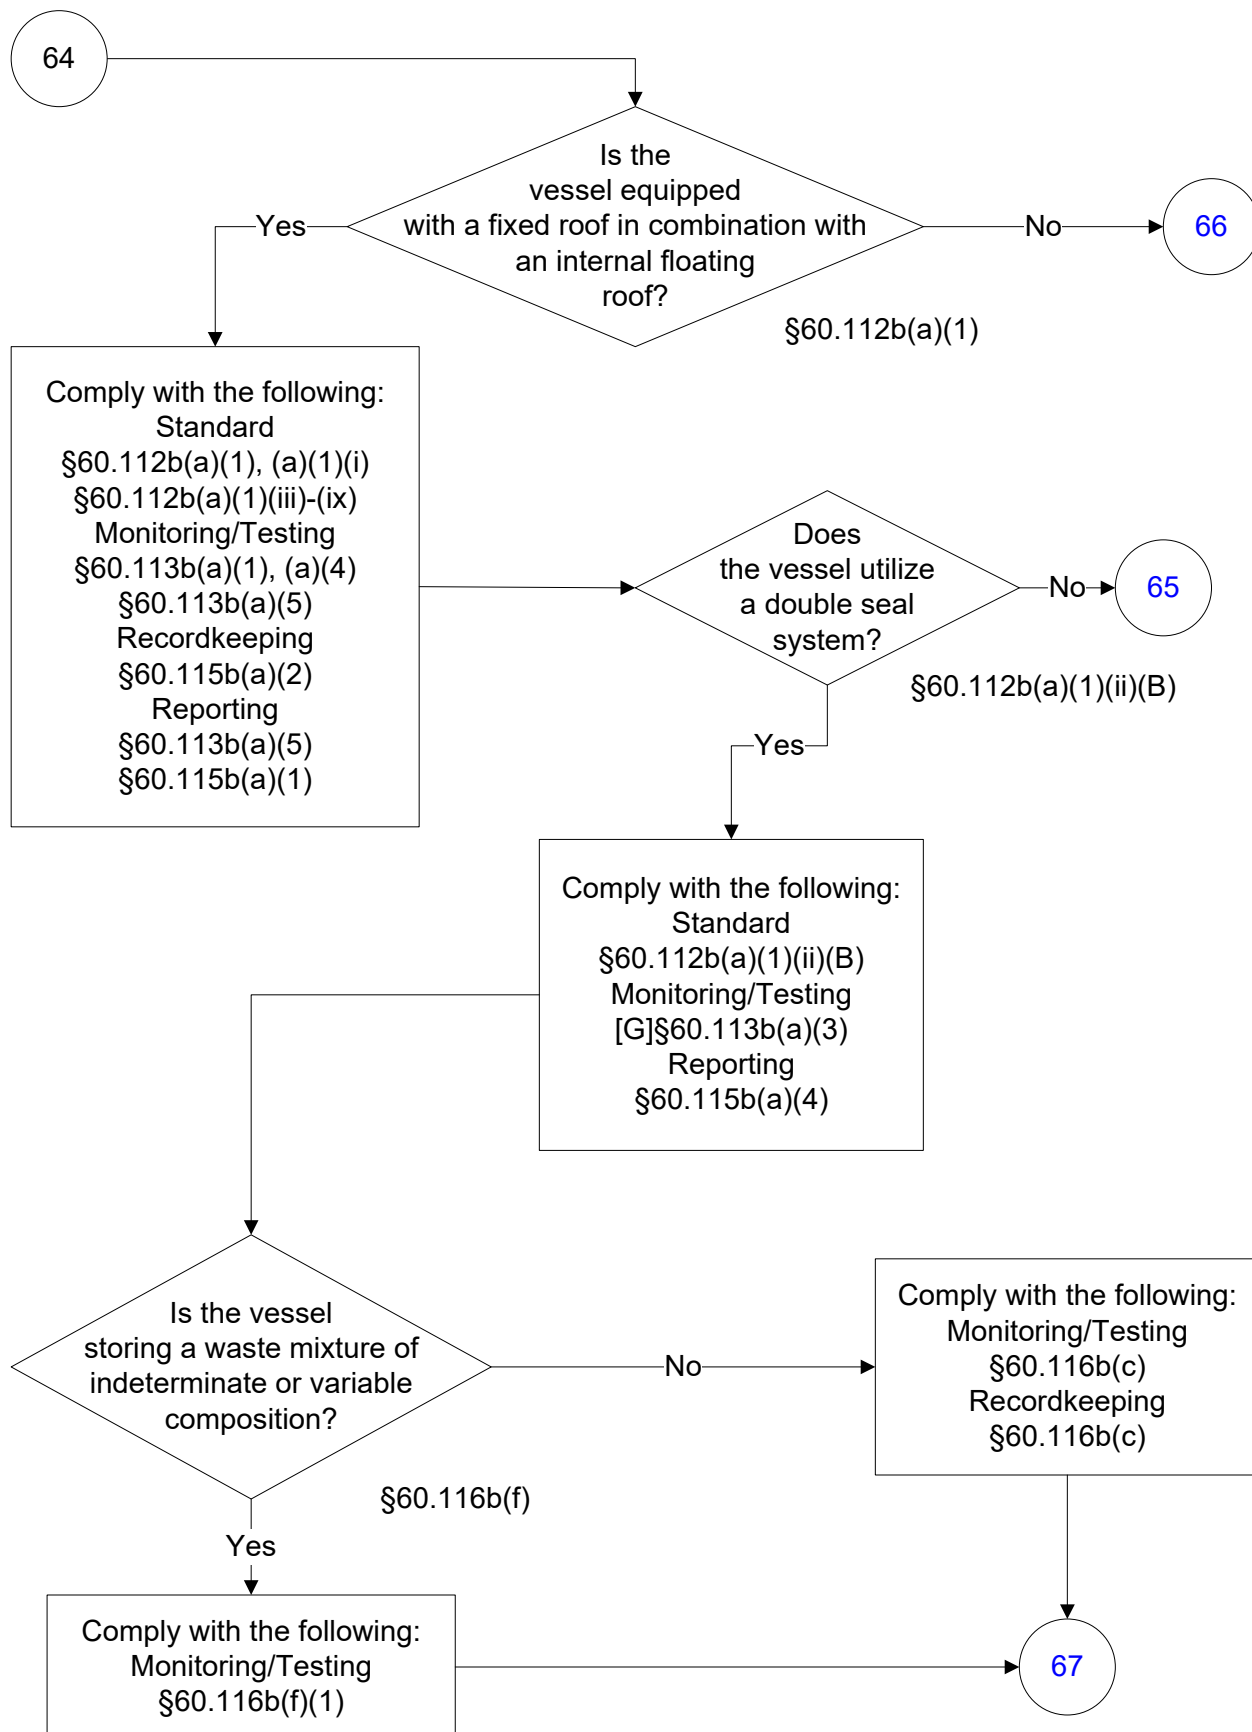 64
Is the
vessel equipped
with a fixed roof in combination with
an internal floating
roof?
Yes
No
66
§60.112b(a)(1)
Comply with the following:
Standard
§60.112b(a)(1), (a)(1)(i)
§60.112b(a)(1)(iii)-(ix)
Monitoring/Testing
§60.113b(a)(1), (a)(4)
§60.113b(a)(5)
Recordkeeping
§60.115b(a)(2)
Reporting
§60.113b(a)(5)
§60.115b(a)(1)
Does
the vessel utilize
a double seal
system?
No
65
§60.112b(a)(1)(ii)(B)
Yes
Comply with the following:
Standard
§60.112b(a)(1)(ii)(B)
Monitoring/Testing
[G]§60.113b(a)(3)
Reporting
§60.115b(a)(4)
Is the vessel
storing a waste mixture of
indeterminate or variable
composition?
No
Comply with the following:
Monitoring/Testing
§60.116b(c)
Recordkeeping
§60.116b(c)
§60.116b(f)
Yes
Comply with the following:
Monitoring/Testing
§60.116b(f)(1)
67